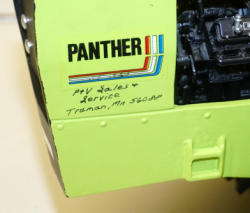 PANTHER
P+V Sales +
Service
Truman, Mn 56088